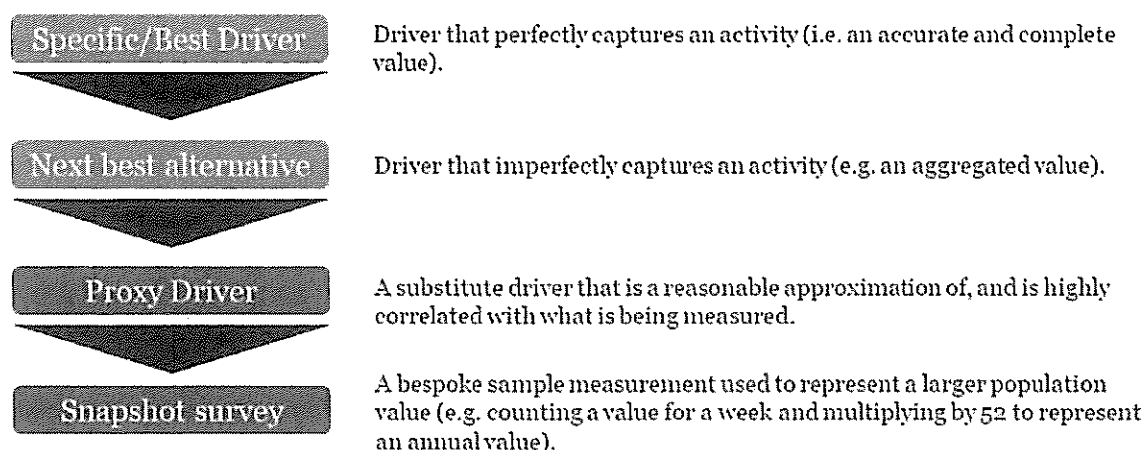 Specific/Best Driver
Driver that perfectly captures an activity (i.e. an accurate and complete
value).
Next best alternative
Driver that imperfectly captures an activity (e.g. an aggregated value).
Proxy Driver
A substitute driver that is a reasonable approximation of, and is highly
correlated with what is being measured.
Snapshot survey
A bespoke sample measurement used to represent a larger population
value (e.g. counting a value for a week and multiplying by 52 to represent
an annual value).